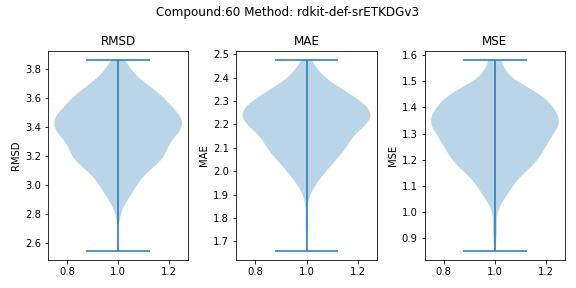 Compound:60 Method: rdkit-def-srETKDGv3
RMSD
MAE
MSE
RMSD
3.8
3.6
3.4
3.2
3.0
2.8
2.6
0.8 1.0 1.2
MAE
2.5
2.4
2.3
2.2
2.1
2.0
1.9
1.8
1.7
0.8 1.0 1.2
MSE
1.6
1.5
1.4
1.3
1.2
1.1
1.0
0.9
0.8 1.0 1.2